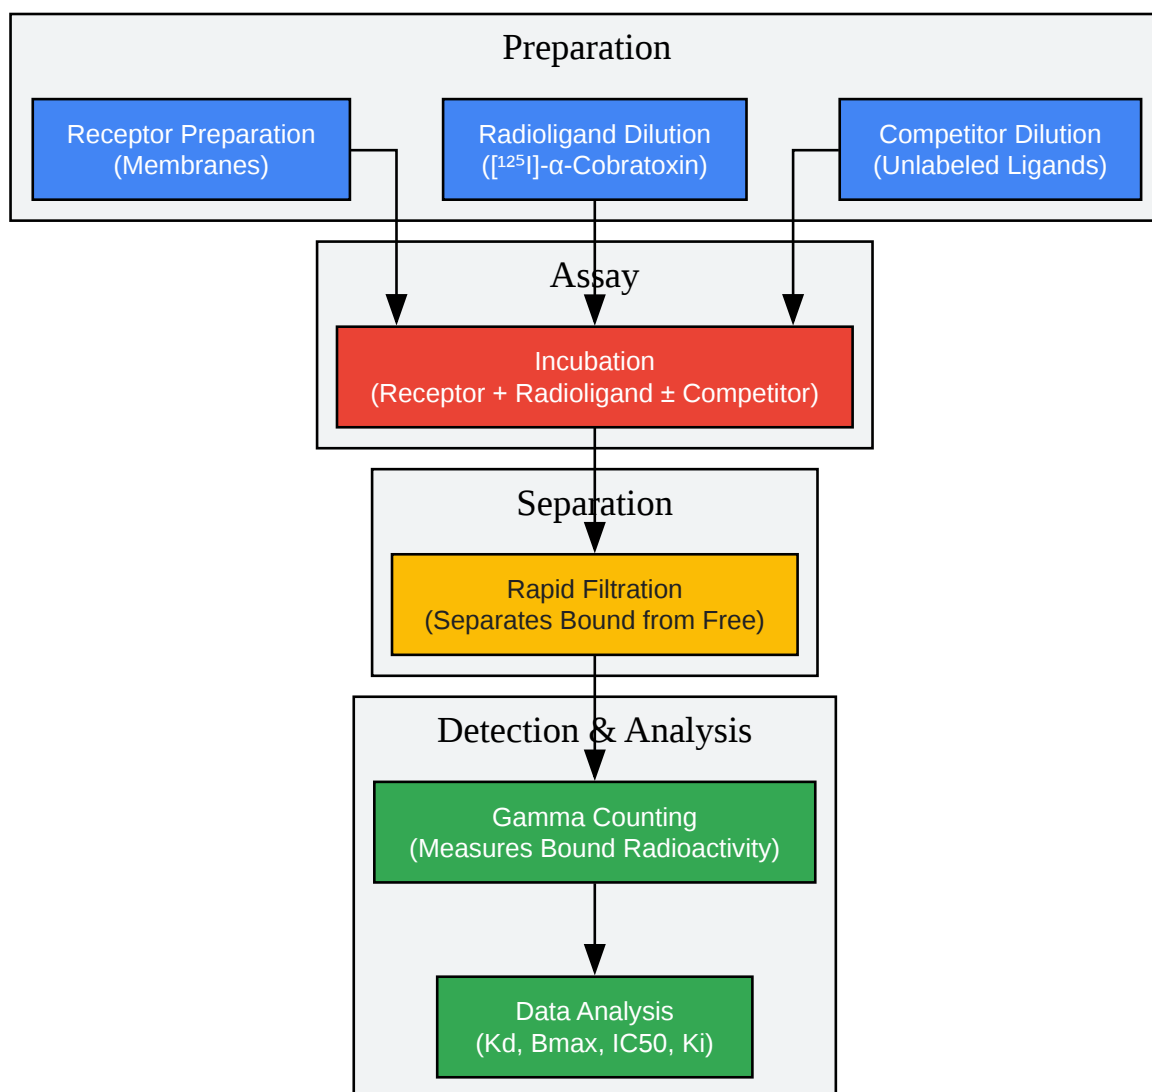 Preparation
Receptor Preparation
(Membranes)
Radioligand Dilution
([¹²⁵I]-α-Cobratoxin)
Competitor Dilution
(Unlabeled Ligands)
Assay
Incubation
(Receptor + Radioligand ± Competitor)
Separation
Rapid Filtration
(Separates Bound from Free)
Detection & Analysis
Gamma Counting
(Measures Bound Radioactivity)
Data Analysis
(Kd, Bmax, IC50, Ki)